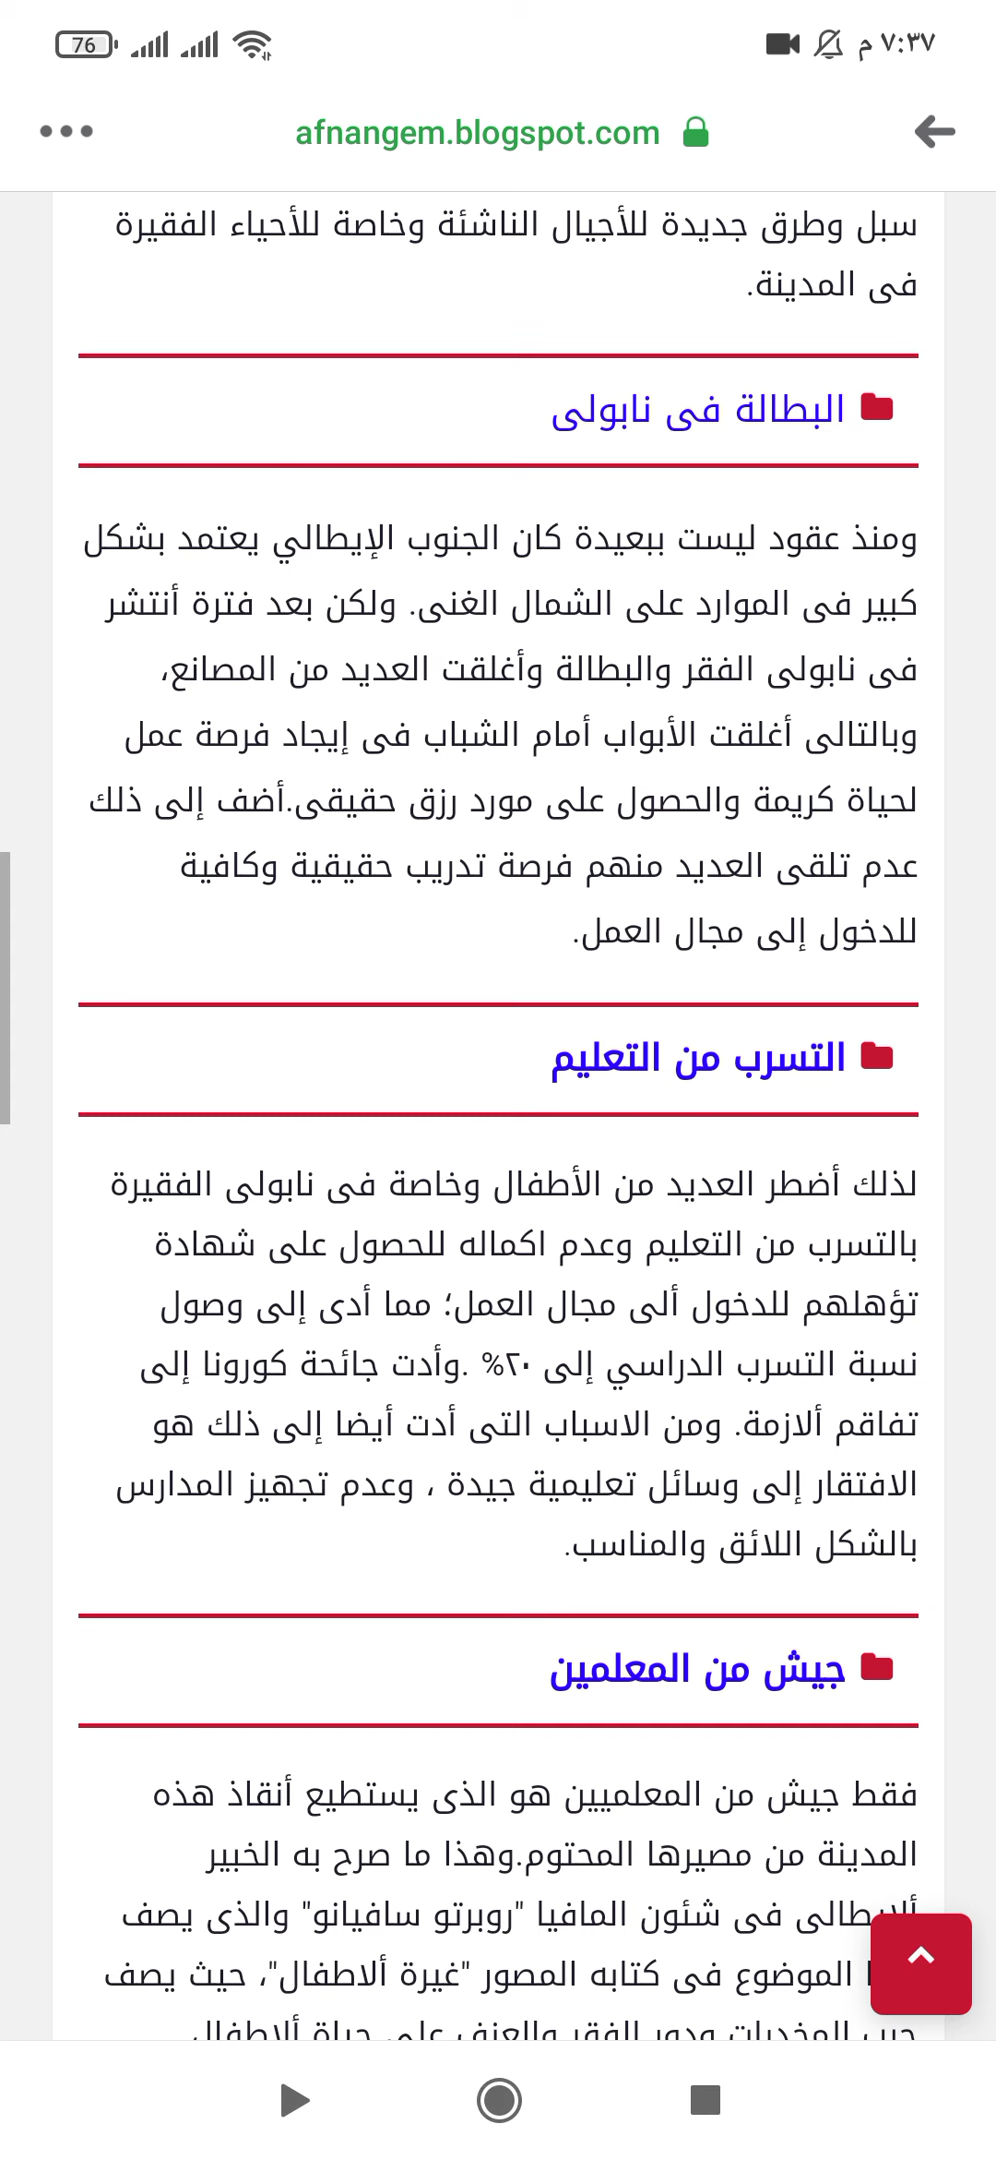 76
٧:٣٧ م
afnangem.blogspot.com
سبل وطرق جديدة للأجيال الناشئة وخاصة للأحياء الفقيرة
فى المدينة.
البطالة فى نابولى
ومنذ عقود ليست ببعيدة كان الجنوب الإيطالي يعتمد بشكل
كبير فى الموارد على الشمال الغنى. ولكن بعد فترة أنتشر
فى نابولى الفقر والبطالة وأغلقت العديد من المصانع،
وبالتالى أغلقت الأبواب أمام الشباب فى إيجاد فرصة عمل
لحياة كريمة والحصول على مورد رزق حقيقى.أضف إلى ذلك
عدم تلقى العديد منهم فرصة تدريب حقيقية وكافية
للدخول إلى مجال العمل.
التسرب من التعليم
لذلك أضطر العديد من الأطفال وخاصة فى نابولى الفقيرة
بالتسرب من التعليم وعدم اكماله للحصول على شهادة
تؤهلهم للدخول ألى مجال العمل؛ مما أدى إلى وصول
نسبة التسرب الدراسي إلى ٢٠% .وأدت جائحة كورونا إلى
تفاقم ألازمة. ومن الاسباب التى أدت أيضا إلى ذلك هو
الافتقار إلى وسائل تعليمية جيدة ، وعدم تجهيز المدارس
بالشكل اللائق والمناسب.
جيش من المعلمين
فقط جيش من المعلميين هو الذى يستطيع أنقاذ هذه
المدينة من مصيرها المحتوم.وهذا ما صرح به الخبير
ألايطالى فى شئون المافيا "روبرتو سافيانو" والذى يصف
الموضوع فى كتابه المصور "غيرة ألاطفال"، حيث يصف
حرب المخدرات ودور الفقر والعنف على حياة ألاطفال